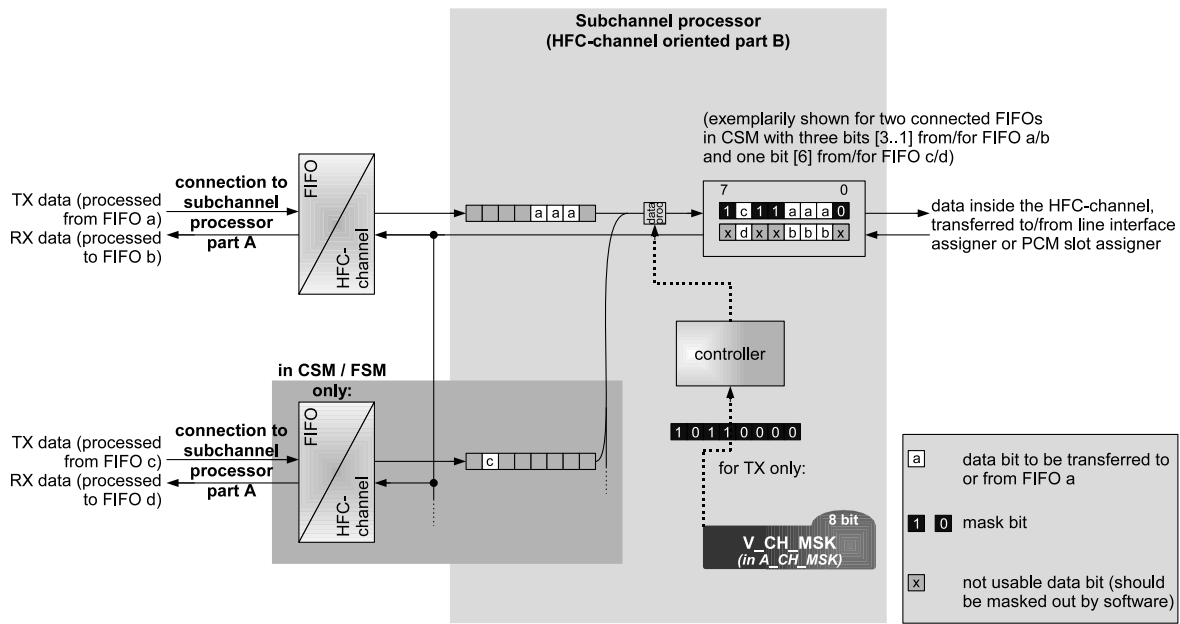 Subchannel processor
(HFC-channel oriented part B)
(exemplarily shown for two connected FIFOs
in CSM with three bits [3..1] from/for FIFO a/b
and one bit [6] from/for FIFO c/d)
7 0
1 c 1 1 a a a 0
x d x x b b b x
TX data (processed
from FIFO a)
RX data (processed
to FIFO b)
connection to
subchannel
processor
part A
FIFO
HFC-
channel
a a a
data
proc
data inside the HFC-channel,
transferred to/from line interface
assigner or PCM slot assigner
controller
1 0 1 1 0 0 0 0
for TX only:
8 bit
V_CH_MSK
(in A_CH_MSK)
in CSM / FSM
only:
TX data (processed
from FIFO c)
RX data (processed
to FIFO d)
connection to
subchannel
processor
part A
FIFO
HFC-
channel
c
a data bit to be transferred to
or from FIFO a
1 0 mask bit
x not usable data bit (should
be masked out by software)